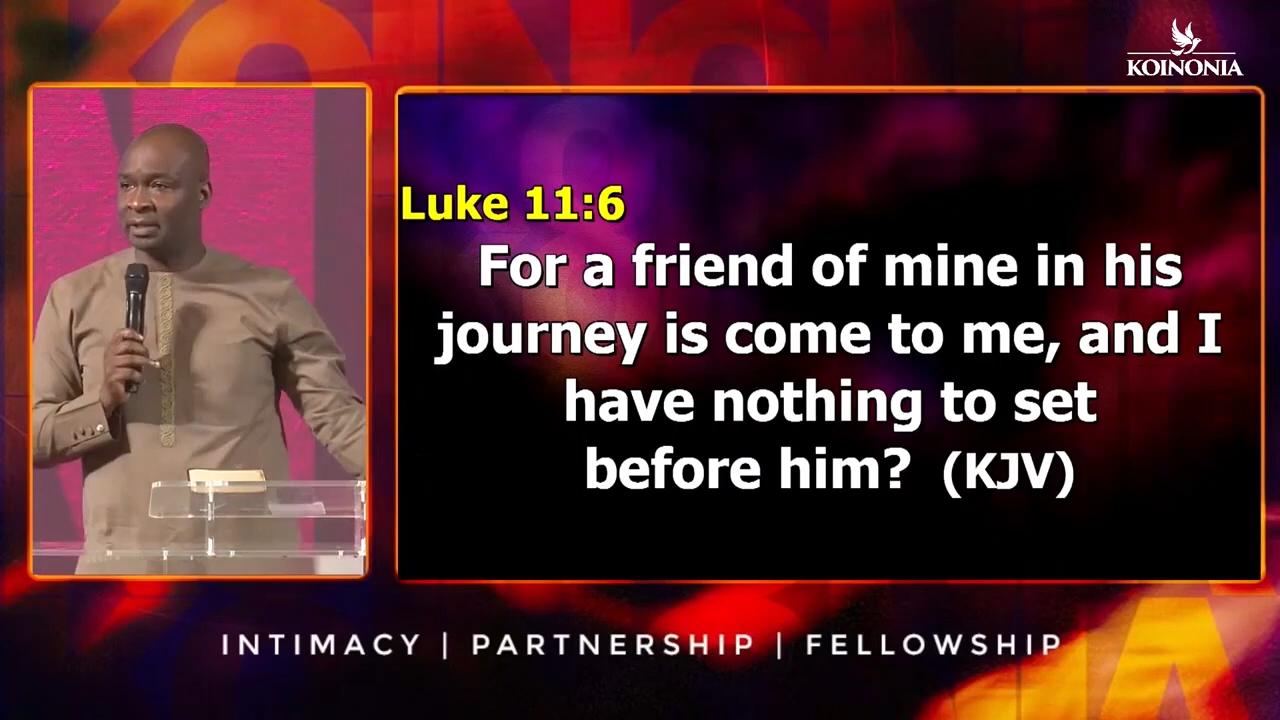 KOINONIA
Luke 11:6
For a friend of mine in his
journey is come to me, and I
have nothing to set
before him? (KJV)
INTIMACY | PARTNERSHIP | FELLOWSHIP